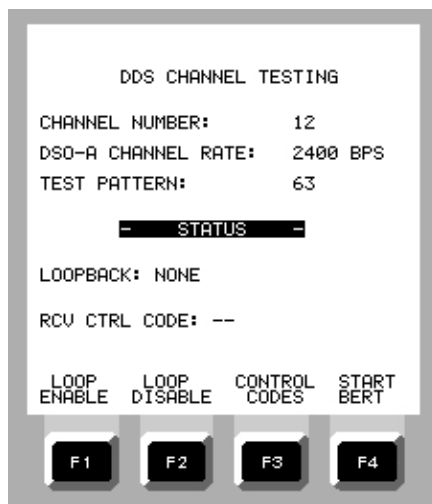 DDS CHANNEL TESTING
CHANNEL NUMBER: 12
DSO-A CHANNEL RATE: 2400 BPS
TEST PATTERN: 63
- STATUS -
LOOPBACK: NONE
RCV CTRL CODE: --
LOOP ENABLE LOOP DISABLE CONTROL CODES START BERT
F1 F2 F3 F4